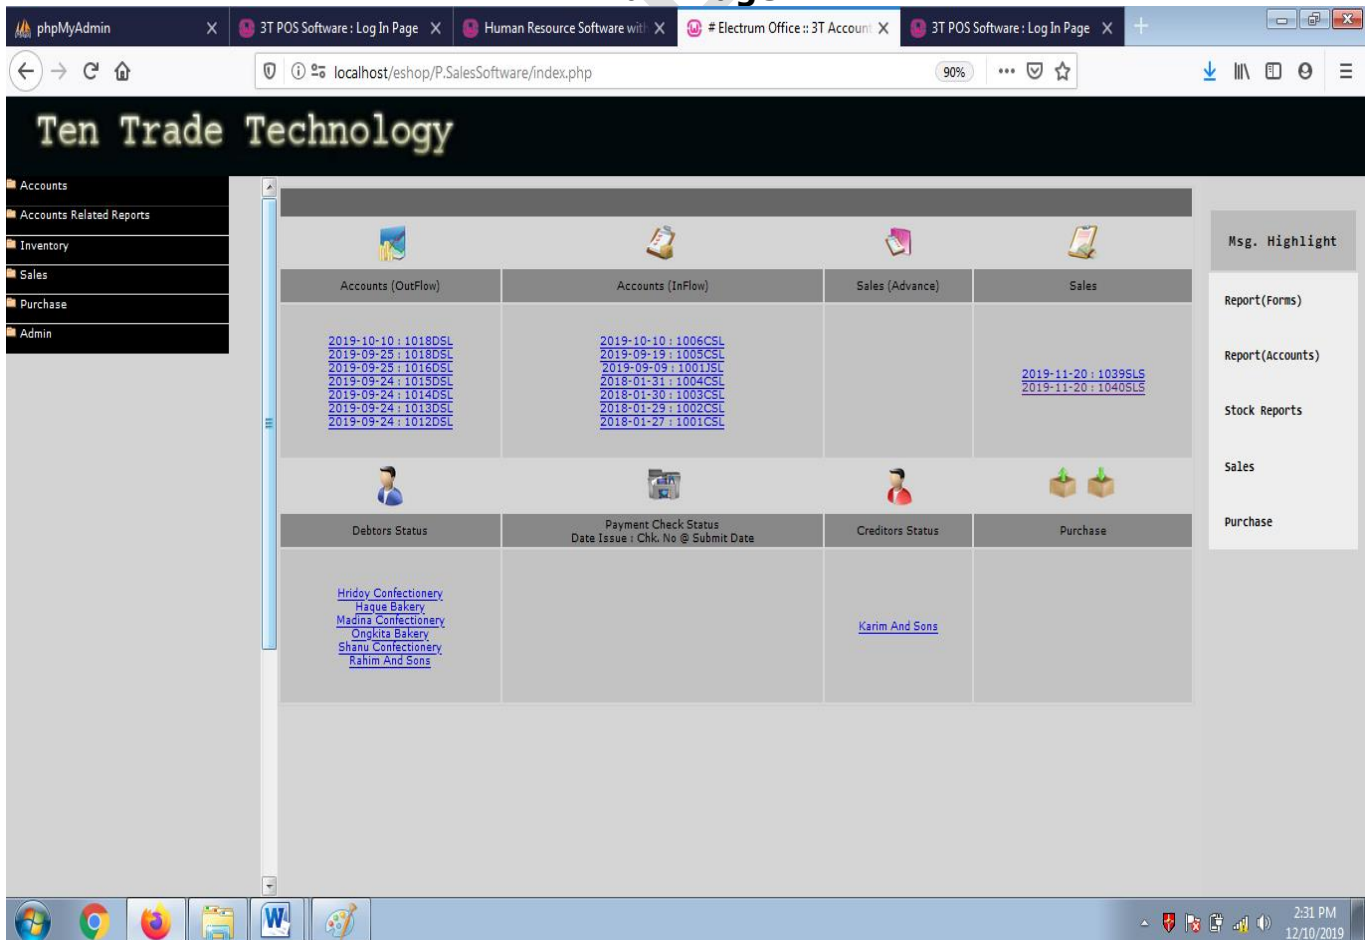 phpMyAdmin
3T POS Software : Log In Page
Human Resource Software with
# Electrum Office :: 3T Account
3T POS Software : Log In Page
localhost/eshop/P.SalesSoftware/index.php
90%
Ten Trade Technology
Accounts
Accounts Related Reports
Inventory
Sales
Purchase
Admin
Accounts (OutFlow)
Accounts (InFlow)
Sales (Advance)
Sales
2019-10-10 : 1018DSL
2019-09-25 : 1018DSL
2019-09-25 : 1016DSL
2019-09-24 : 1015DSL
2019-09-24 : 1014DSL
2019-09-24 : 1013DSL
2019-09-24 : 1012DSL
2019-10-10 : 1006CSL
2019-09-19 : 1005CSL
2019-09-09 : 1001JSL
2018-01-31 : 1004CSL
2018-01-30 : 1003CSL
2018-01-29 : 1002CSL
2018-01-27 : 1001CSL
2019-11-20 : 1039SLS
2019-11-20 : 1040SLS
Debtors Status
Payment Check Status
Date Issue : Chk. No @ Submit Date
Creditors Status
Purchase
Hridoy Confectionery
Haque Bakery
Madina Confectionery
Ongkita Bakery
Shanu Confectionery
Rahim And Sons
Karim And Sons
Msg. Highlight
Report(Forms)
Report(Accounts)
Stock Reports
Sales
Purchase
2:31 PM
12/10/2019